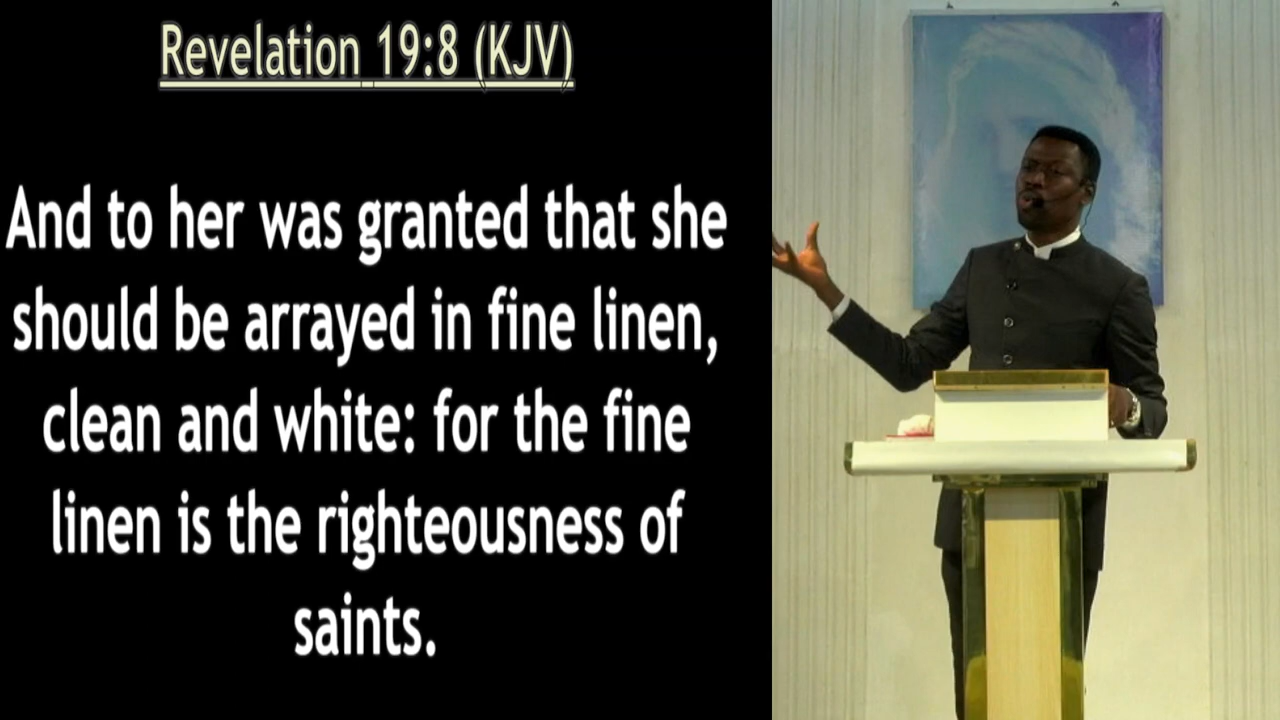 Revelation 19:8 (KJV)
And to her was granted that she
should be arrayed in fine linen,
clean and white: for the fine
linen is the righteousness of
saints.